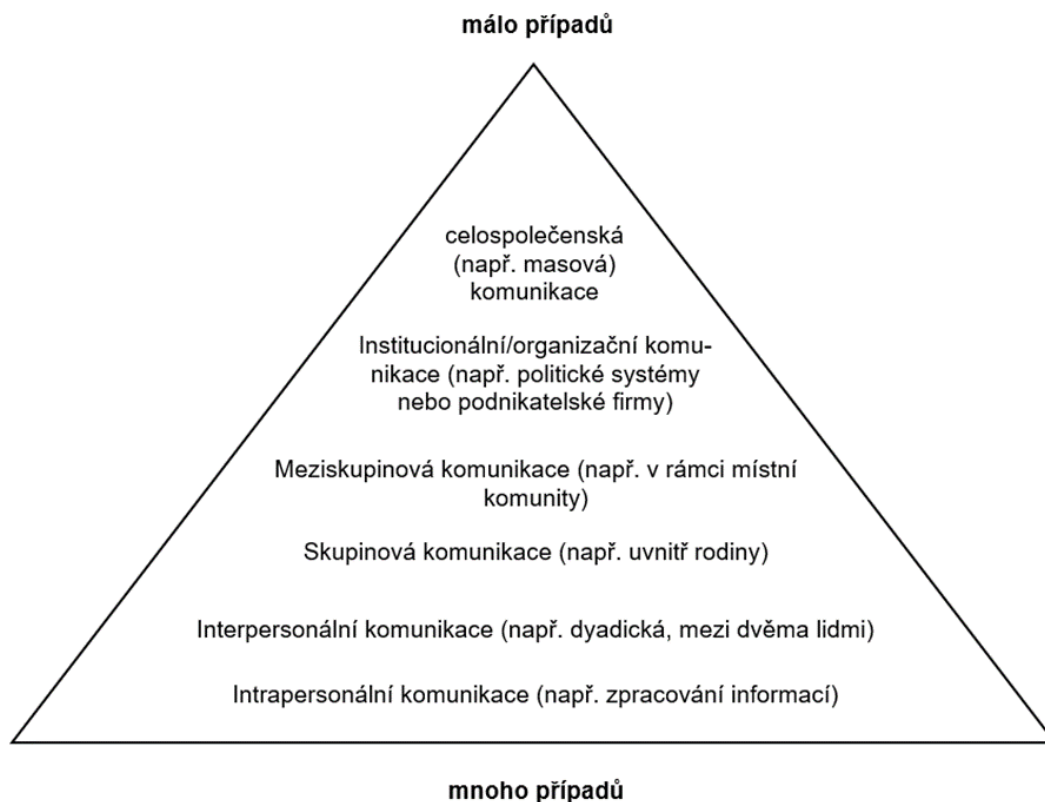 málo případů
celospolečenská
(např. masová)
komunikace
Institucionální/organizační komu-
nikace (např. politické systémy
nebo podnikatelské firmy)
Meziskupinová komunikace (např. v rámci místní
komunity)
Skupinová komunikace (např. uvnitř rodiny)
Interpersonální komunikace (např. dyadická, mezi dvěma lidmi)
Intrapersonální komunikace (např. zpracování informací)
mnoho případů